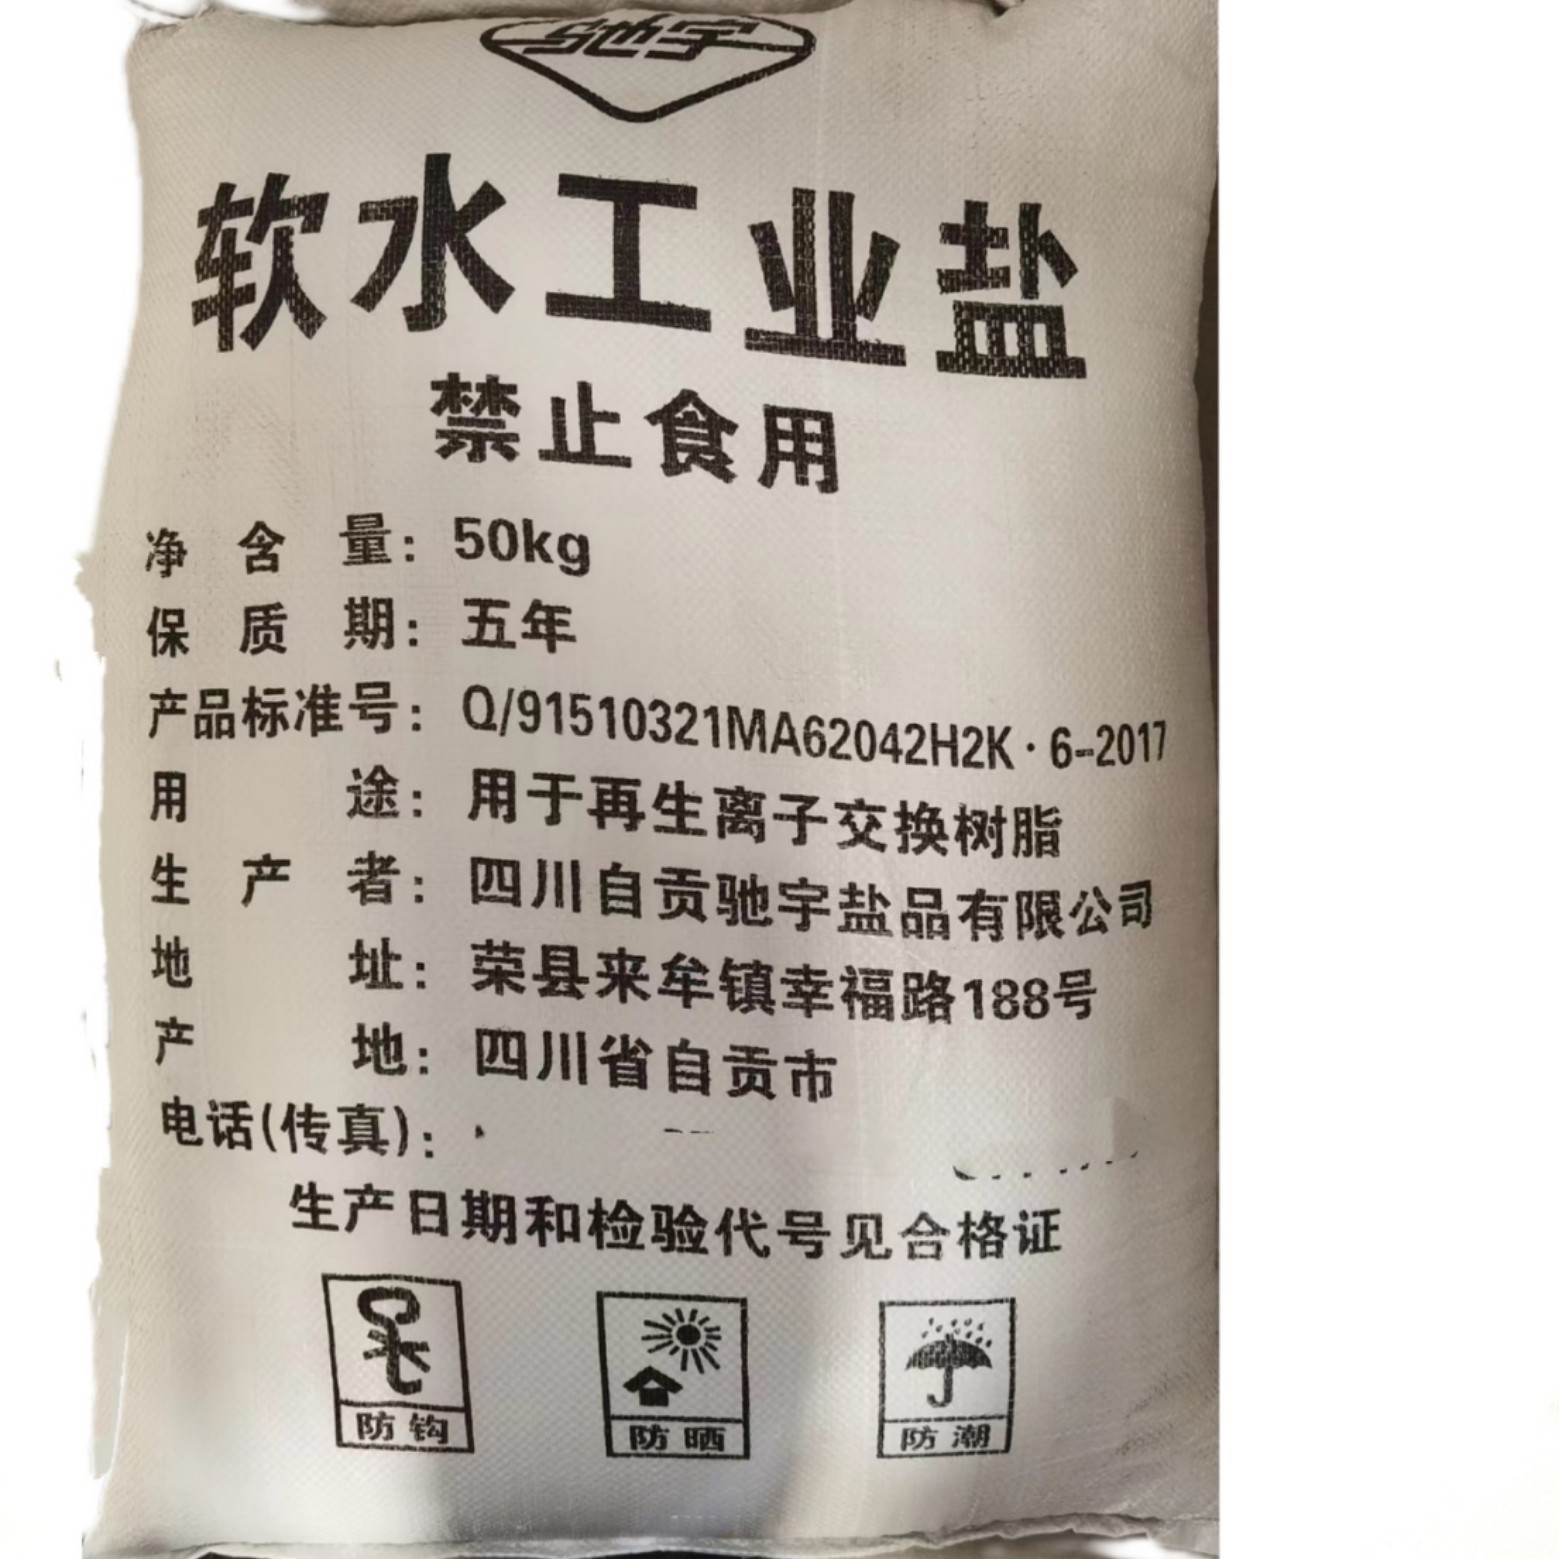 驰宇
软水工业盐
禁止食用
净含量：50kg
保质期：五年
产品标准号：Q/91510321MA62042H2K·6-2017
用途：用于再生离子交换树脂
生产者：四川自贡驰宇盐品有限公司
地址：荣县来牟镇幸福路188号
产地：四川省自贡市
电话(传真)：
生产日期和检验代号见合格证
防钩 防晒 防潮